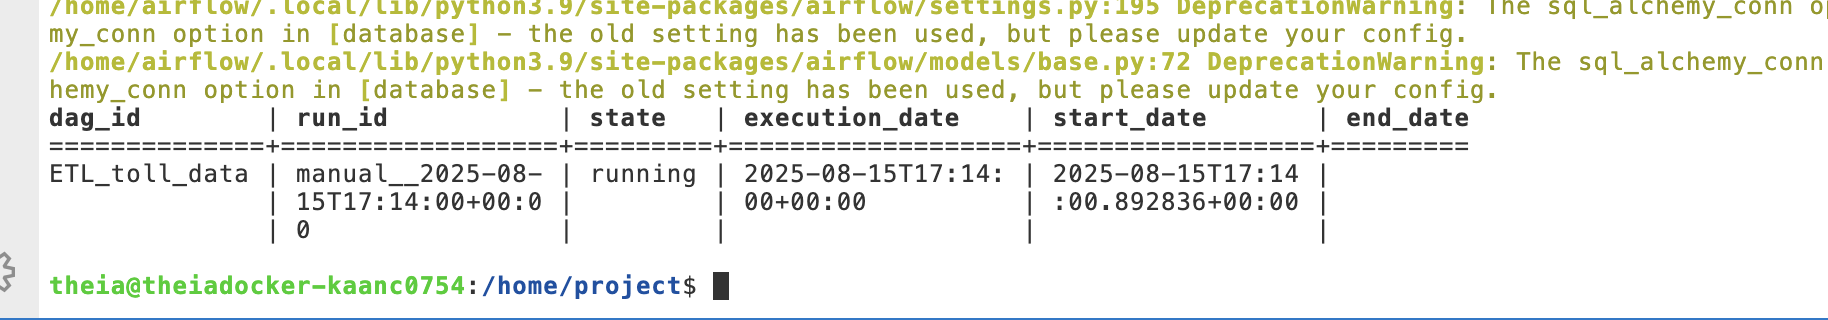 /home/airflow/.local/lib/python3.9/site-packages/airflow/settings.py:195 DeprecationWarning: The sql_alchemy_conn
my_conn option in [database] - the old setting has been used, but please update your config.
/home/airflow/.local/lib/python3.9/site-packages/airflow/models/base.py:72 DeprecationWarning: The sql_alchemy_conn
hemy_conn option in [database] - the old setting has been used, but please update your config.
dag_id        | run_id           | state   | execution_date    | start_date       | end_date
==============+==================+=========+===================+==================+=========
ETL_toll_data | manual__2025-08- | running | 2025-08-15T17:14: | 2025-08-15T17:14 |
              | 15T17:14:00+00:0 |         | 00+00:00          | :00.892836+00:00 |
              | 0                |         |                   |                  |
theia@theiadocker-kaanc0754:/home/project$